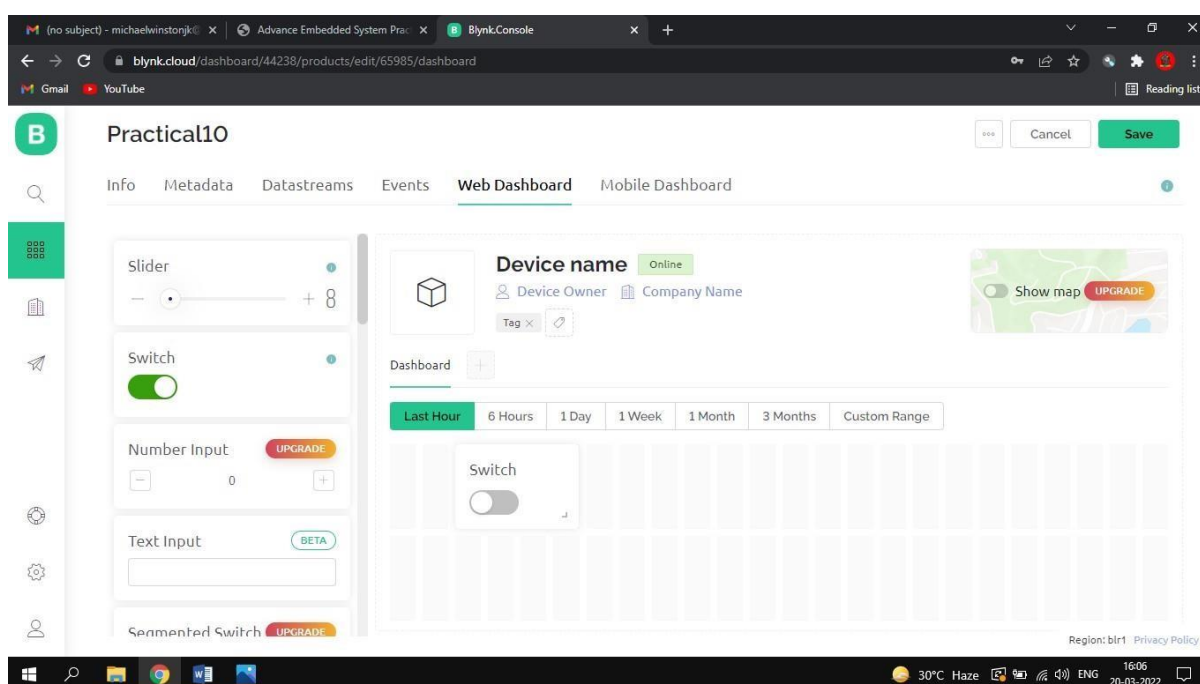 (no subject) - michaelwinstonjk@
Advance Embedded System Prac
Blynk.Console
blynk.cloud/dashboard/44238/products/edit/65985/dashboard
Gmail YouTube Reading list
B
Practical10
Cancel Save
Info Metadata Datastreams Events Web Dashboard Mobile Dashboard
Slider
— + 8
Switch
Number Input UPGRADE
— 0 +
Text Input BETA
Segmented Switch UPGRADE
Device name Online
Device Owner Company Name
Tag ×
Show map UPGRADE
Dashboard +
Last Hour 6 Hours 1 Day 1 Week 1 Month 3 Months Custom Range
Switch
Region: blr1 Privacy Policy
30°C Haze ENG 16:06
20-03-2022